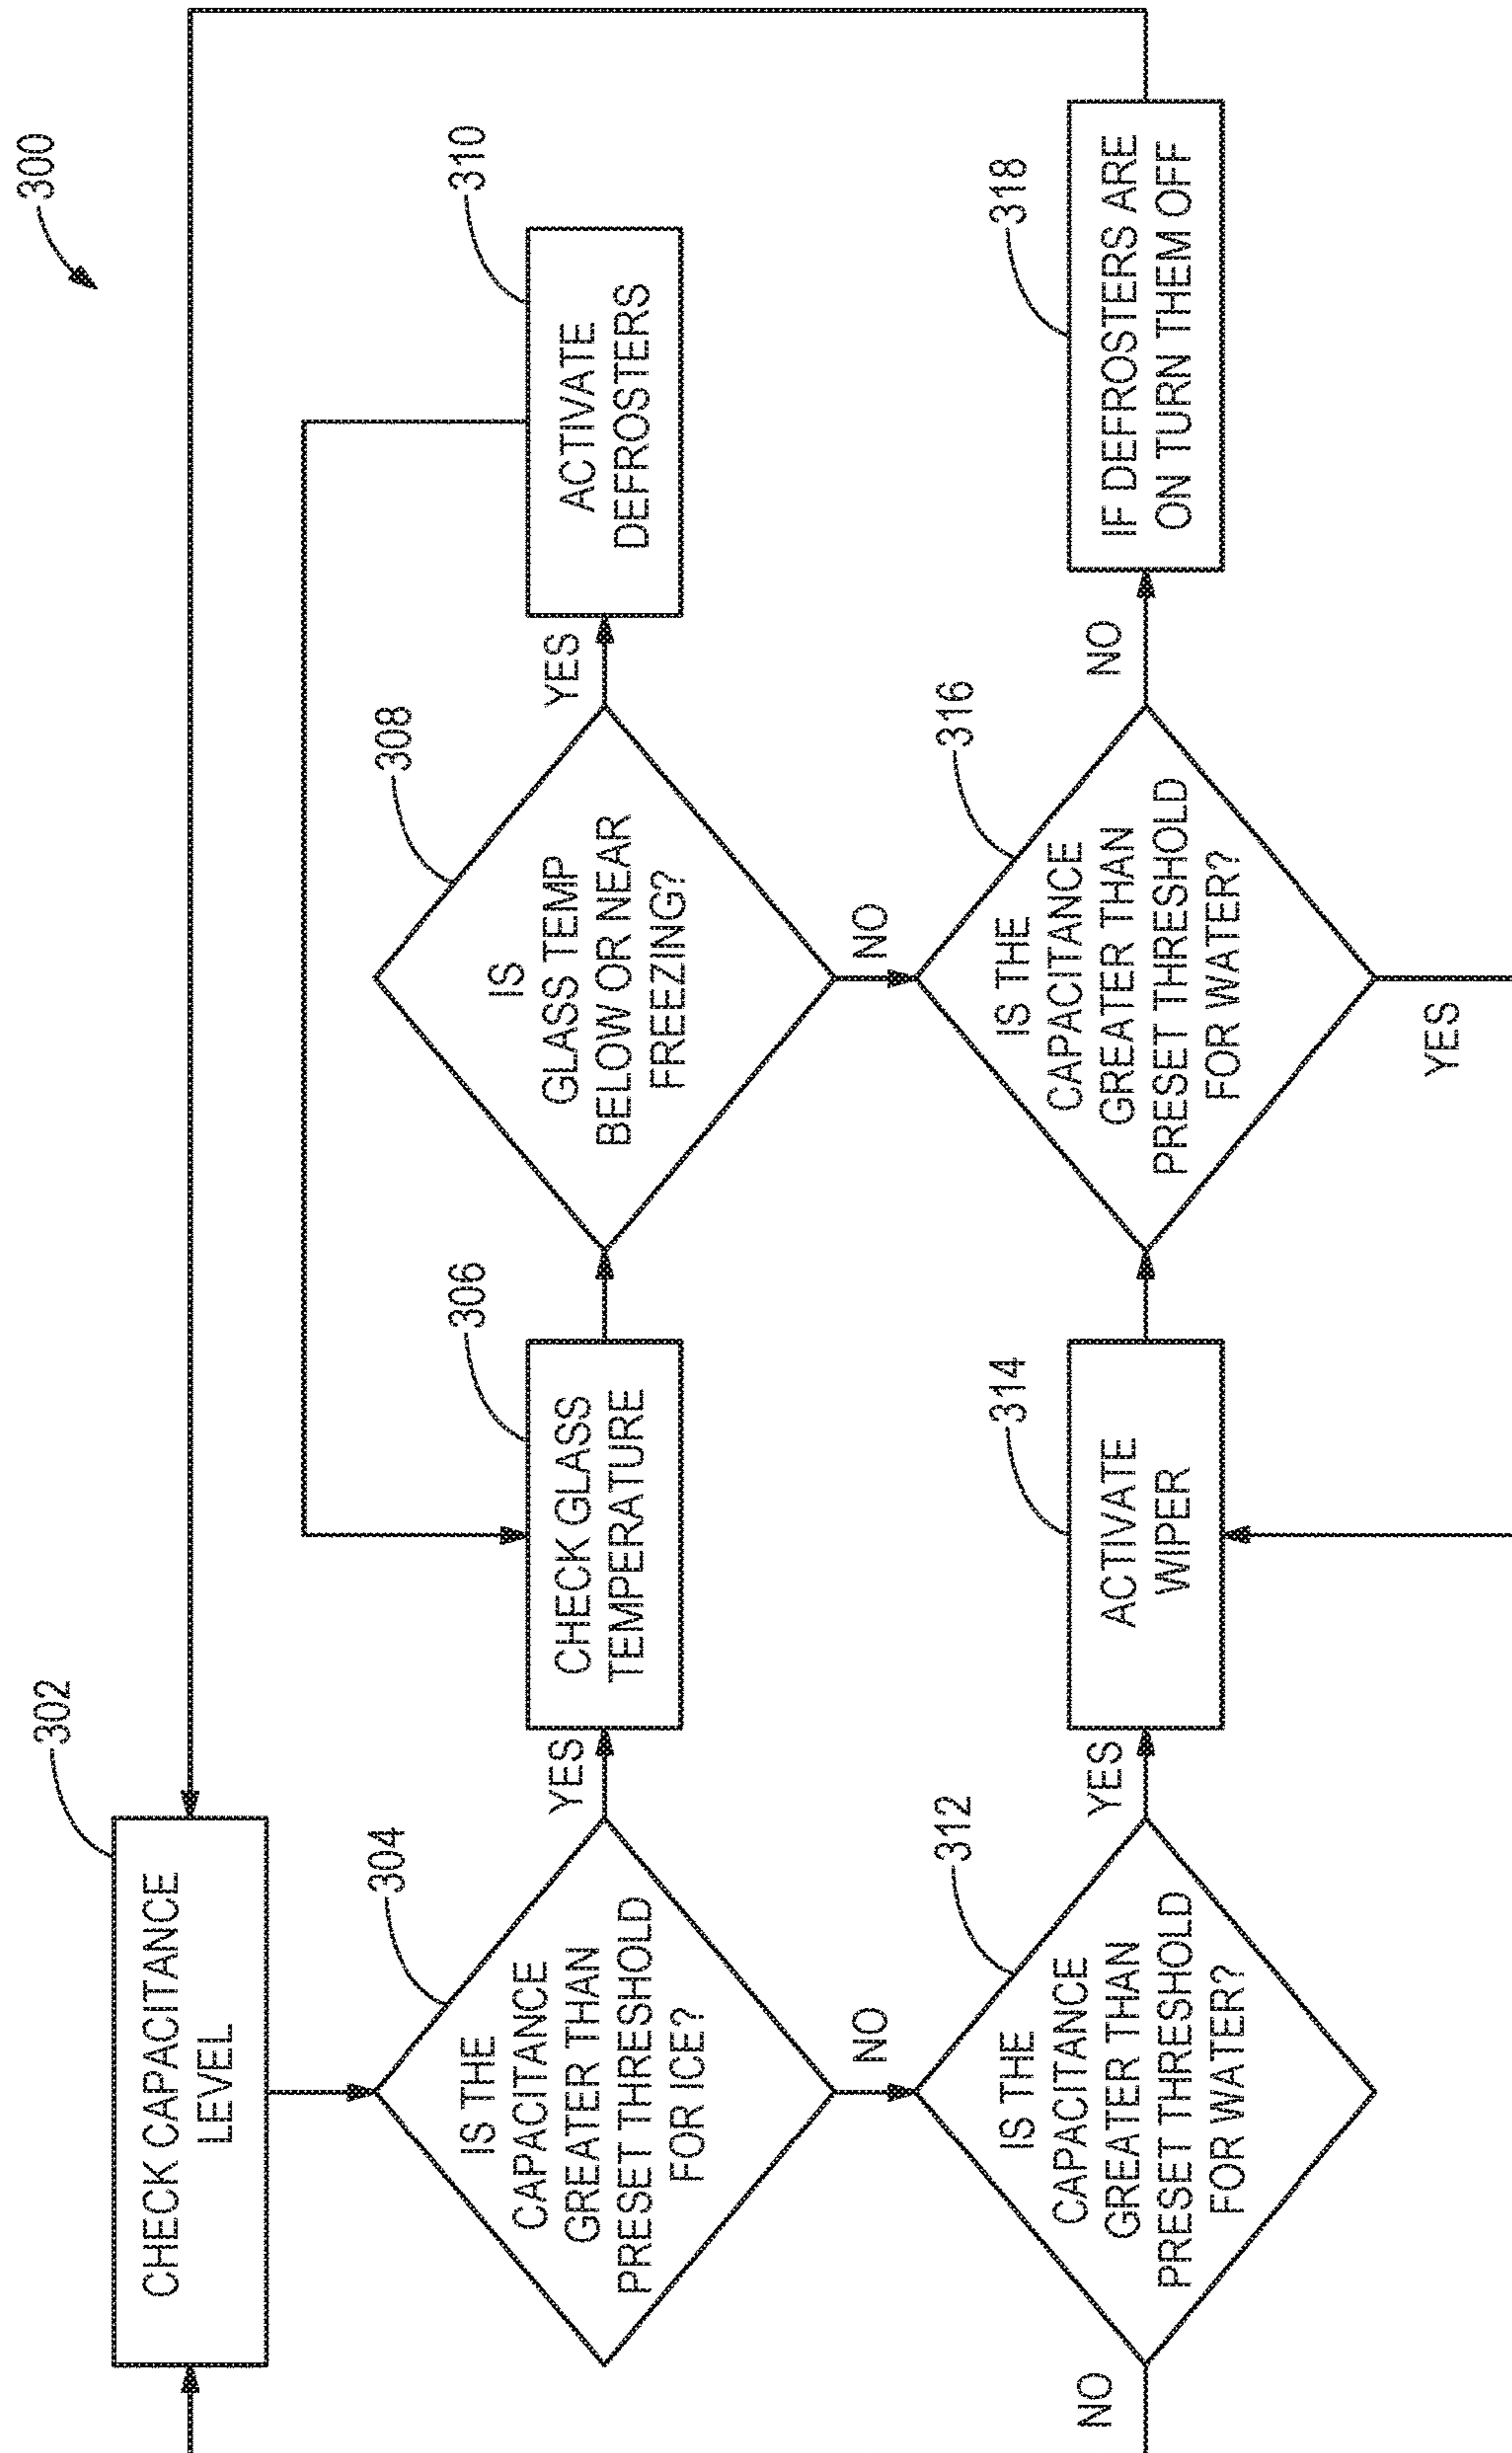 300
302
CHECK CAPACITANCE
LEVEL
304
IS THE
CAPACITANCE
GREATER THAN
PRESET THRESHOLD
FOR ICE?
YES
306
CHECK GLASS
TEMPERATURE
308
IS
GLASS TEMP
BELOW OR NEAR
FREEZING?
YES
310
ACTIVATE
DEFROSTERS
NO
NO
312
IS THE
CAPACITANCE
GREATER THAN
PRESET THRESHOLD
FOR WATER?
NO
YES
314
ACTIVATE
WIPER
316
IS THE
CAPACITANCE
GREATER THAN
PRESET THRESHOLD
FOR WATER?
YES
NO
318
IF DEFROSTERS ARE
ON TURN THEM OFF